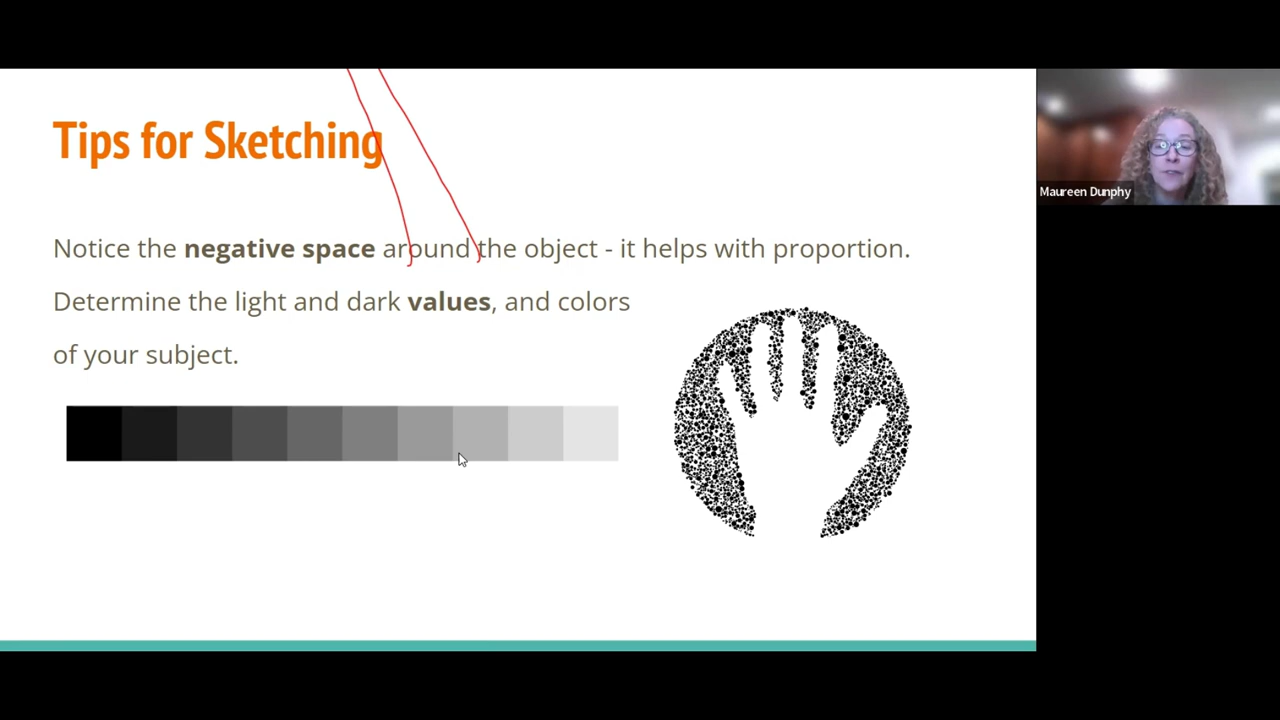 Tips for Sketching
Notice the negative space around the object - it helps with proportion.
Determine the light and dark values, and colors
of your subject.
Maureen Dunphy